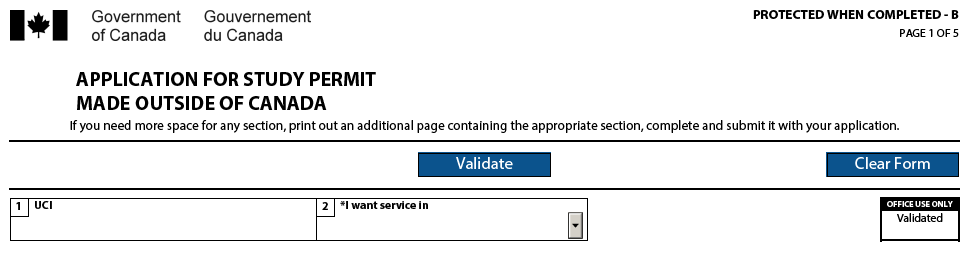 Government Gouvernement
of Canada du Canada
PROTECTED WHEN COMPLETED - B
PAGE 1 OF 5
APPLICATION FOR STUDY PERMIT
MADE OUTSIDE OF CANADA
If you need more space for any section, print out an additional page containing the appropriate section, complete and submit it with your application.
Validate Clear Form
1 UCI 2 *I want service in
OFFICE USE ONLY
Validated